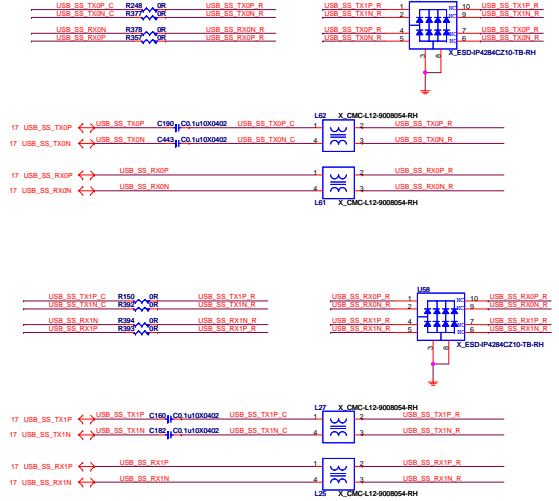 USB_SS_TX0P_C R248 0R USB_SS_TX0P_R
USB_SS_TX0N_C R377 0R USB_SS_TX0N_R
USB_SS_RX0N R378 0R USB_SS_RX0N_R
USB_SS_RX0P R357 0R USB_SS_RX0P_R
USB_SS_TX1P_R 1 10 USB_SS_TX1P_R
USB_SS_TX1N_R 2 9 USB_SS_TX1N_R
USB_SS_TX0P_R 4 7 USB_SS_TX0P_R
USB_SS_TX0N_R 5 6 USB_SS_TX0N_R
3 8
X_ESD-IP4284CZ10-TB-RH
L62 X_CMC-L12-9008054-RH
17 USB_SS_TX0P USB_SS_TX0P C190 C0.1u10X0402 USB_SS_TX0P_C 1 2 USB_SS_TX0P_R
17 USB_SS_TX0N USB_SS_TX0N C443 C0.1u10X0402 USB_SS_TX0N_C 4 3 USB_SS_TX0N_R
17 USB_SS_RX0P USB_SS_RX0P 1 2 USB_SS_RX0P_R
17 USB_SS_RX0N USB_SS_RX0N 4 3 USB_SS_RX0N_R
L61 X_CMC-L12-9008054-RH
USB_SS_TX1P_C R150 0R USB_SS_TX1P_R
USB_SS_TX1N_C R392 0R USB_SS_TX1N_R
USB_SS_RX1N R394 0R USB_SS_RX1N_R
USB_SS_RX1P R393 0R USB_SS_RX1P_R
U58
USB_SS_RX0P_R 1 10 USB_SS_RX0P_R
USB_SS_RX0N_R 2 9 USB_SS_RX0N_R
USB_SS_RX1P_R 4 7 USB_SS_RX1P_R
USB_SS_RX1N_R 5 6 USB_SS_RX1N_R
3 8
X_ESD-IP4284CZ10-TB-RH
L27 X_CMC-L12-9008054-RH
17 USB_SS_TX1P USB_SS_TX1P C160 C0.1u10X0402 USB_SS_TX1P_C 1 2 USB_SS_TX1P_R
17 USB_SS_TX1N USB_SS_TX1N C182 C0.1u10X0402 USB_SS_TX1N_C 4 3 USB_SS_TX1N_R
17 USB_SS_RX1P USB_SS_RX1P 1 2 USB_SS_RX1P_R
17 USB_SS_RX1N USB_SS_RX1N 4 3 USB_SS_RX1N_R
L25 X_CMC-L12-9008054-RH